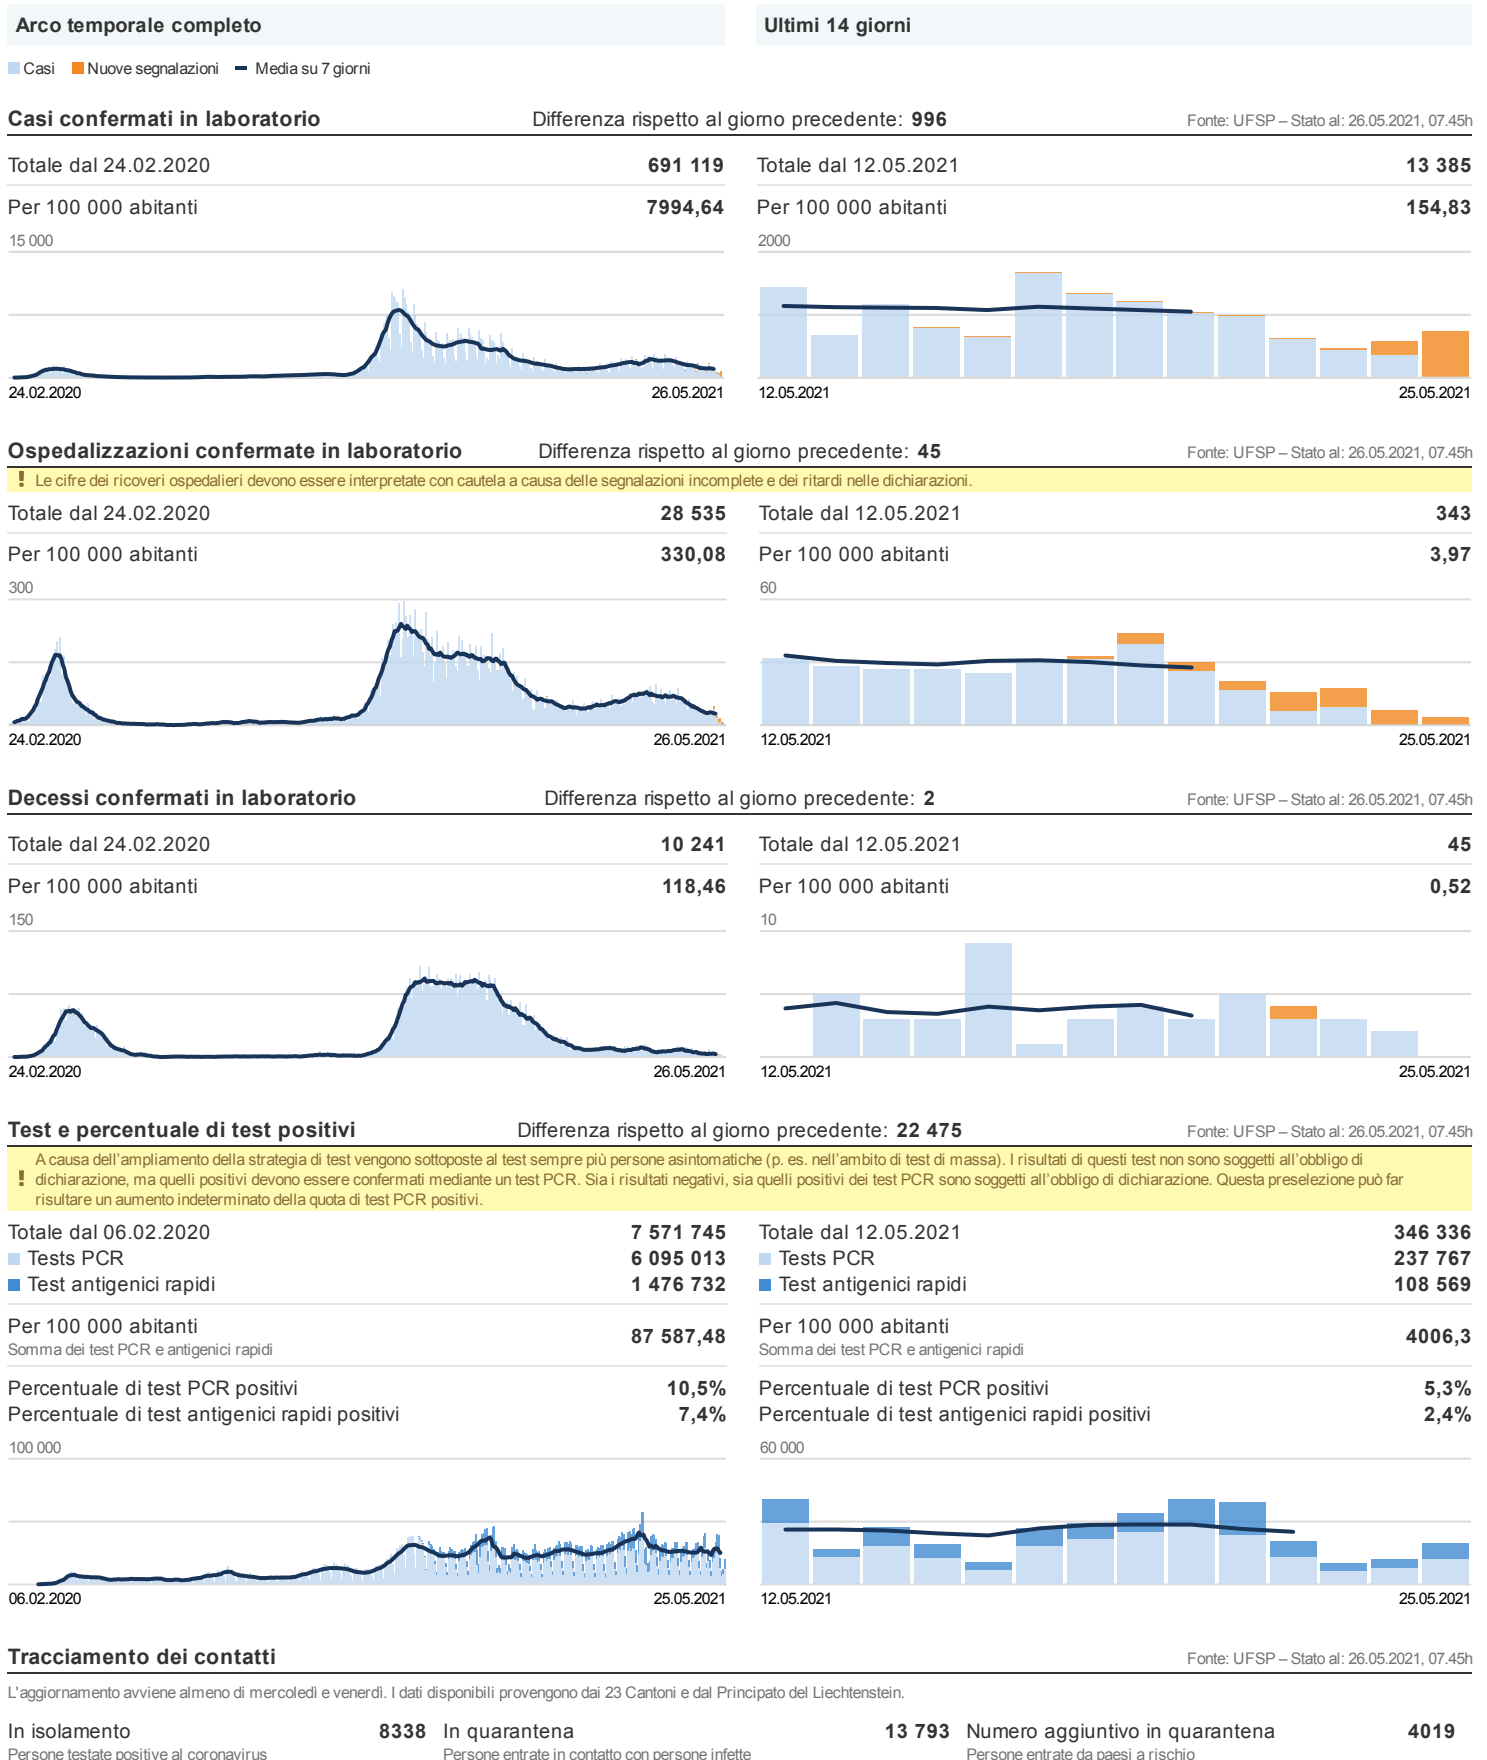 Arco temporale completo
Ultimi 14 giorni
Casi Nuove segnalazioni Media su 7 giorni
Casi confermati in laboratorio Differenza rispetto al giorno precedente: 996 Fonte: UFSP – Stato al: 26.05.2021, 07.45h
Totale dal 24.02.2020 691 119
Per 100 000 abitanti 7994,64
15 000
24.02.2020 26.05.2021
Totale dal 12.05.2021 13 385
Per 100 000 abitanti 154,83
2000
12.05.2021 25.05.2021
Ospedalizzazioni confermate in laboratorio Differenza rispetto al giorno precedente: 45 Fonte: UFSP – Stato al: 26.05.2021, 07.45h
! Le cifre dei ricoveri ospedalieri devono essere interpretate con cautela a causa delle segnalazioni incomplete e dei ritardi nelle dichiarazioni.
Totale dal 24.02.2020 28 535
Per 100 000 abitanti 330,08
300
24.02.2020 26.05.2021
Totale dal 12.05.2021 343
Per 100 000 abitanti 3,97
60
12.05.2021 25.05.2021
Decessi confermati in laboratorio Differenza rispetto al giorno precedente: 2 Fonte: UFSP – Stato al: 26.05.2021, 07.45h
Totale dal 24.02.2020 10 241
Per 100 000 abitanti 118,46
150
24.02.2020 26.05.2021
Totale dal 12.05.2021 45
Per 100 000 abitanti 0,52
10
12.05.2021 25.05.2021
Test e percentuale di test positivi Differenza rispetto al giorno precedente: 22 475 Fonte: UFSP – Stato al: 26.05.2021, 07.45h
A causa dell'ampliamento della strategia di test vengono sottoposte al test sempre più persone asintomatiche (p. es. nell'ambito di test di massa). I risultati di questi test non sono soggetti all'obbligo di
! dichiarazione, ma quelli positivi devono essere confermati mediante un test PCR. Sia i risultati negativi, sia quelli positivi dei test PCR sono soggetti all'obbligo di dichiarazione. Questa preselezione può far
risultare un aumento indeterminato della quota di test PCR positivi.
Totale dal 06.02.2020 7 571 745
Tests PCR 6 095 013
Test antigenici rapidi 1 476 732
Per 100 000 abitanti 87 587,48
Somma dei test PCR e antigenici rapidi
Percentuale di test PCR positivi 10,5%
Percentuale di test antigenici rapidi positivi 7,4%
100 000
06.02.2020 25.05.2021
Totale dal 12.05.2021 346 336
Tests PCR 237 767
Test antigenici rapidi 108 569
Per 100 000 abitanti 4006,3
Somma dei test PCR e antigenici rapidi
Percentuale di test PCR positivi 5,3%
Percentuale di test antigenici rapidi positivi 2,4%
60 000
12.05.2021 25.05.2021
Tracciamento dei contatti Fonte: UFSP – Stato al: 26.05.2021, 07.45h
L'aggiornamento avviene almeno di mercoledì e venerdì. I dati disponibili provengono dai 23 Cantoni e dal Principato del Liechtenstein.
In isolamento 8338
Persone testate positive al coronavirus
In quarantena 13 793
Persone entrate in contatto con persone infette
Numero aggiuntivo in quarantena 4019
Persone entrate da paesi a rischio